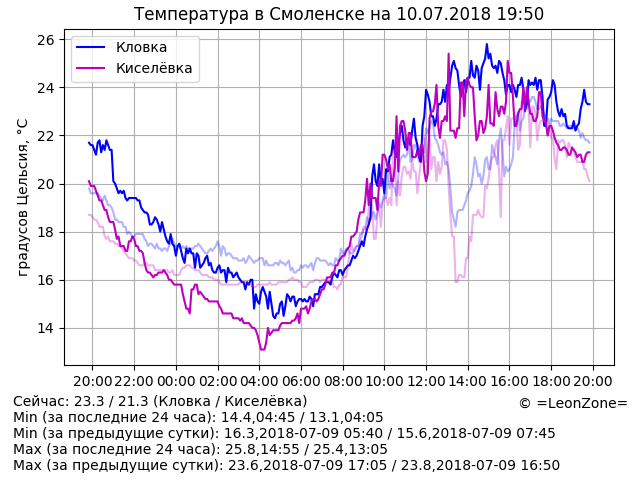 Температура в Смоленске на 10.07.2018 19:50
26
24
22
20
18
16
14
градусов Цельсия, °C
Кловка
Киселёвка
20:00 22:00 00:00 02:00 04:00 06:00 08:00 10:00 12:00 14:00 16:00 18:00 20:00
Сейчас: 23.3 / 21.3 (Кловка / Киселёвка)
© =LeonZone=
Min (за последние 24 часа): 14.4,04:45 / 13.1,04:05
Min (за предыдущие сутки): 16.3,2018-07-09 05:40 / 15.6,2018-07-09 07:45
Max (за последние 24 часа): 25.8,14:55 / 25.4,13:05
Max (за предыдущие сутки): 23.6,2018-07-09 17:05 / 23.8,2018-07-09 16:50